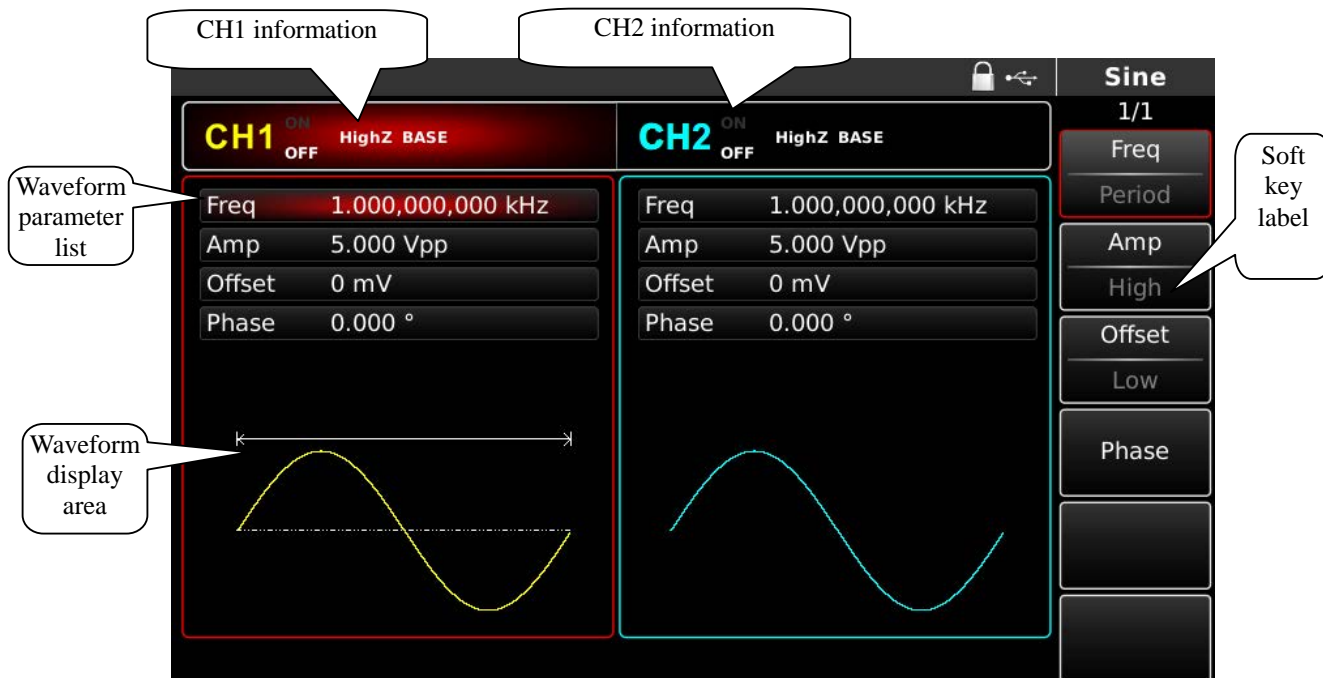 CH1 information
CH2 information
Sine
1/1
CH1 ON OFF HighZ BASE
CH2 ON OFF HighZ BASE
Waveform
parameter
list
Freq 1.000,000,000 kHz
Amp 5.000 Vpp
Offset 0 mV
Phase 0.000 °
Freq 1.000,000,000 kHz
Amp 5.000 Vpp
Offset 0 mV
Phase 0.000 °
Freq
Period
Amp
High
Offset
Low
Phase
Soft
key
label
Waveform
display
area